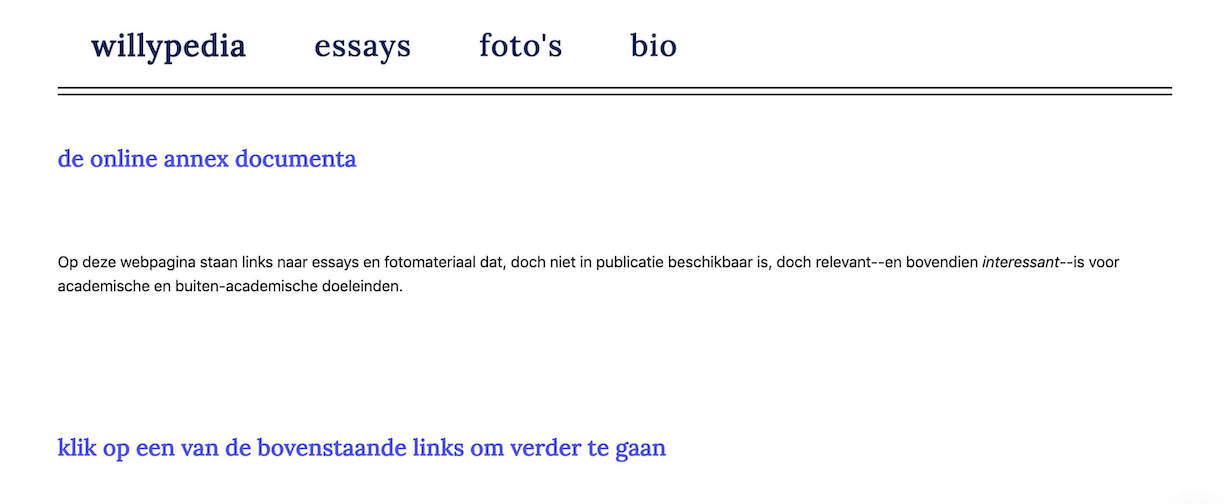 willypedia essays foto's bio
de online annex documenta
Op deze webpagina staan links naar essays en fotomateriaal dat, doch niet in publicatie beschikbaar is, doch relevant--en bovendien interessant--is voor
academische en buiten-academische doeleinden.
klik op een van de bovenstaande links om verder te gaan